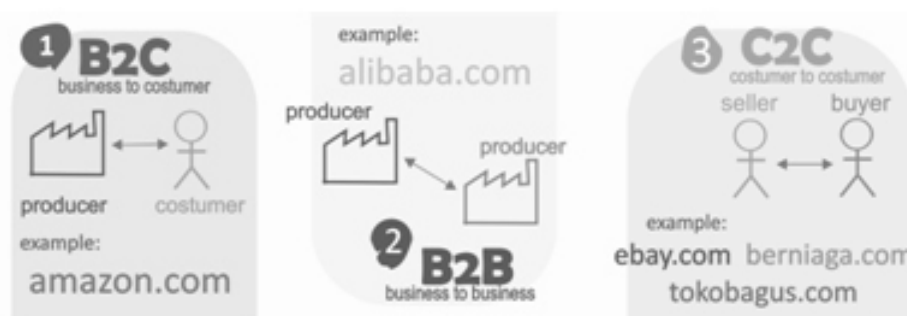 1 B2C
business to costumer
producer
costumer
example:
amazon.com
example:
alibaba.com
producer
producer
2 B2B
business to business
3 C2C
costumer to costumer
seller buyer
example:
ebay.com berniaga.com
tokobagus.com